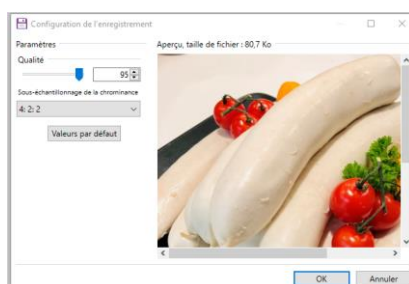 Configuration de l'enregistrement
Paramètres
Qualité
95
Sous-échantillonnage de la chrominance
4: 2: 2
Valeurs par défaut
Aperçu, taille de fichier : 80,7 Ko
OK
Annuler